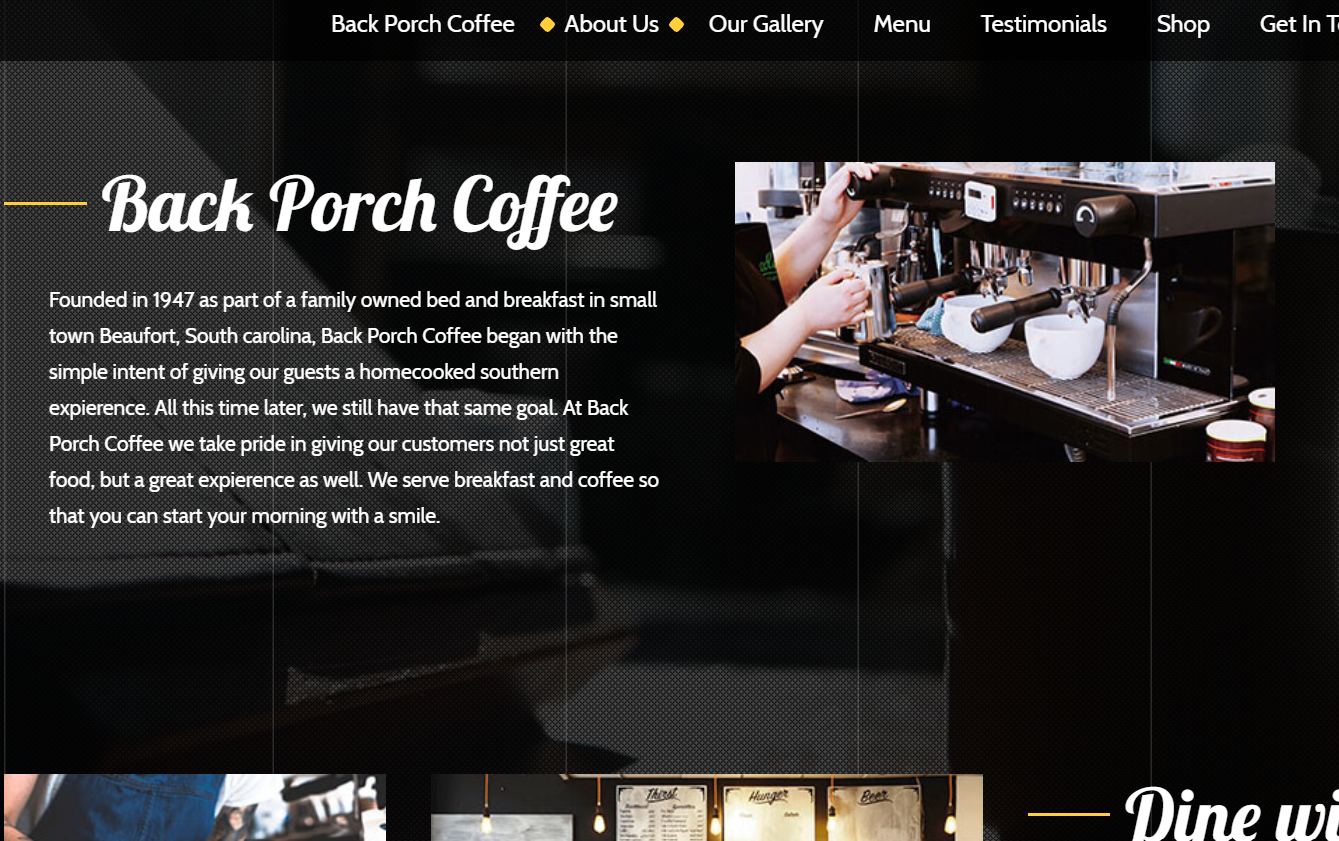 Back Porch Coffee About Us Our Gallery Menu Testimonials Shop Get In
Back Porch Coffee
Founded in 1947 as part of a family owned bed and breakfast in small
town Beaufort, South carolina, Back Porch Coffee began with the
simple intent of giving our guests a homecooked southern
expierence. All this time later, we still have that same goal. At Back
Porch Coffee we take pride in giving our customers not just great
food, but a great expierence as well. We serve breakfast and coffee so
that you can start your morning with a smile.
Thirst Hunger Beer
Dine